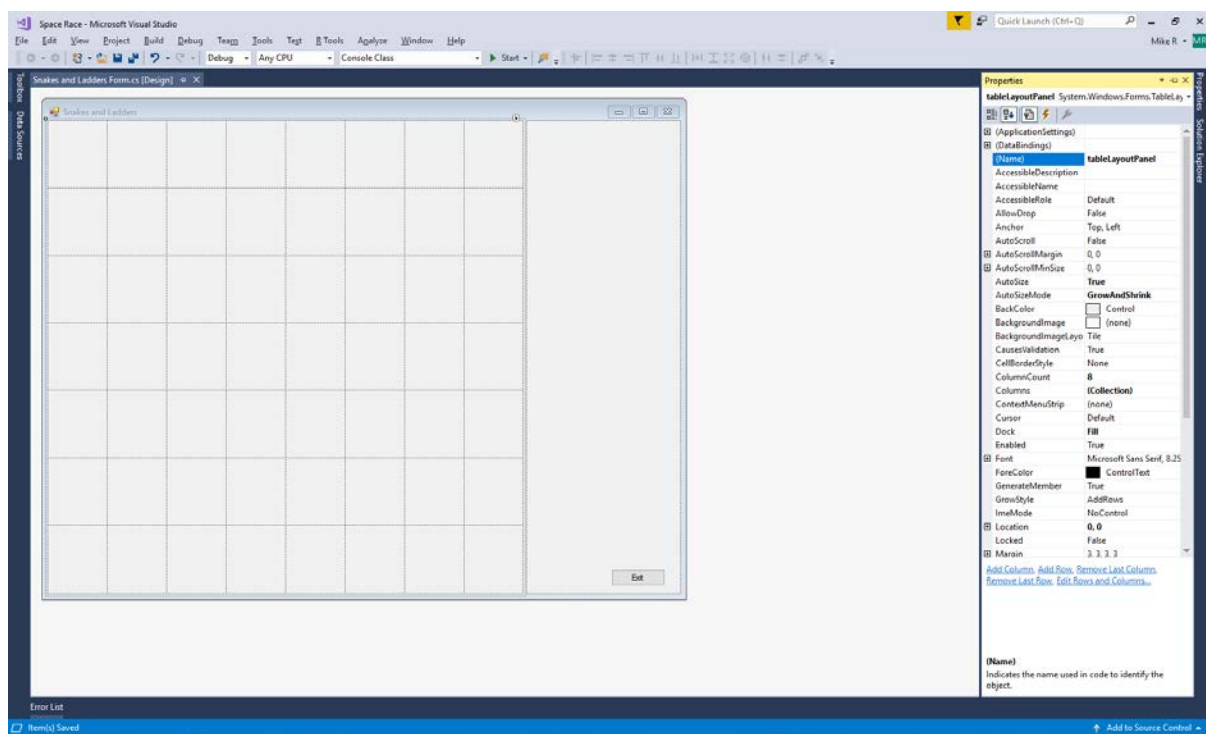 Space Race - Microsoft Visual Studio
Quick Launch (Ctrl+Q)
File Edit View Project Build Debug Team Tools Test R Tools Analyze Window Help
Mike R
MR
Debug Any CPU Console Class Start
Toolbox
Data Sources
Snakes and Ladders Form.cs [Design]
Snakes and Ladders
Exit
Properties
tableLayoutPanel System.Windows.Forms.TableLay
(ApplicationSettings)
(DataBindings)
(Name) tableLayoutPanel
AccessibleDescription
AccessibleName
AccessibleRole Default
AllowDrop False
Anchor Top, Left
AutoScroll False
AutoScrollMargin 0, 0
AutoScrollMinSize 0, 0
AutoSize True
AutoSizeMode GrowAndShrink
BackColor Control
BackgroundImage (none)
BackgroundImageLayo Tile
CausesValidation True
CellBorderStyle None
ColumnCount 8
Columns (Collection)
ContextMenuStrip (none)
Cursor Default
Dock Fill
Enabled True
Font Microsoft Sans Serif, 8.25
ForeColor ControlText
GenerateMember True
GrowStyle AddRows
ImeMode NoControl
Location 0, 0
Locked False
Margin 3, 3, 3, 3
Add Column, Add Row, Remove Last Column,
Remove Last Row, Edit Rows and Columns...
(Name)
Indicates the name used in code to identify the
object.
Properties
Solution Explorer
Error List
Item(s) Saved
Add to Source Control